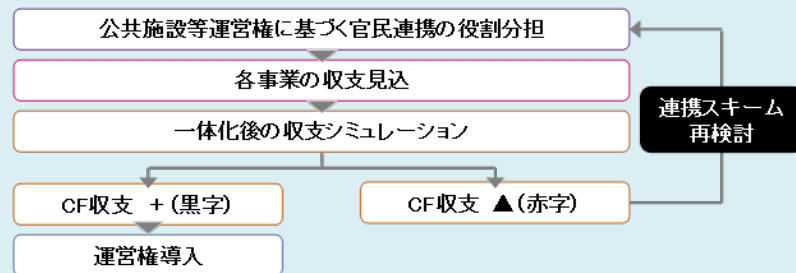 公共施設等運営権に基づく官民連携の役割分担
各事業の収支見込
連携スキーム
再検討
一体化後の収支シミュレーション
CF収支 +(黒字)
CF収支 ▲(赤字)
運営権導入